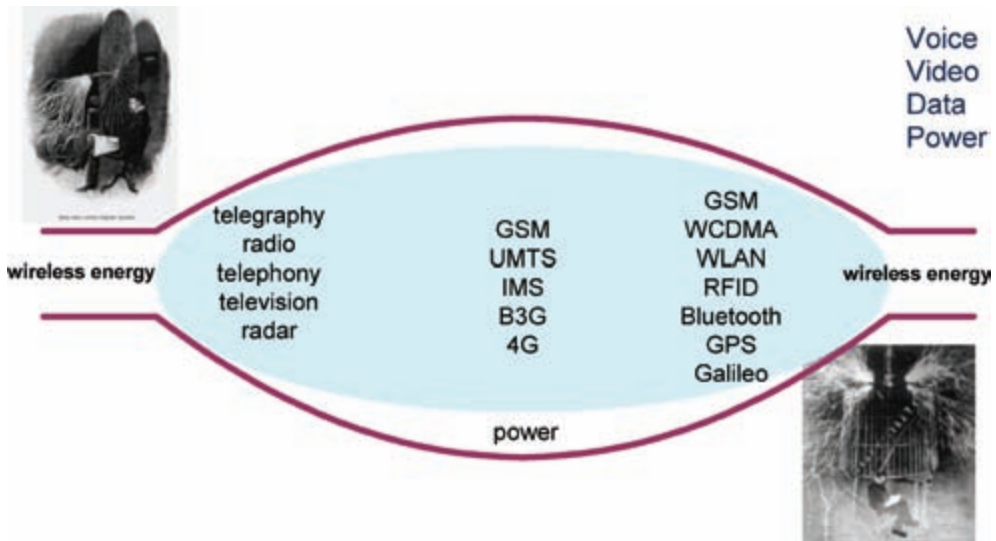 Voice
Video
Data
Power
wireless energy
telegraphy
radio
telephony
television
radar
GSM
UMTS
IMS
B3G
4G
GSM
WCDMA
WLAN
RFID
Bluetooth
GPS
Galileo
wireless energy
power